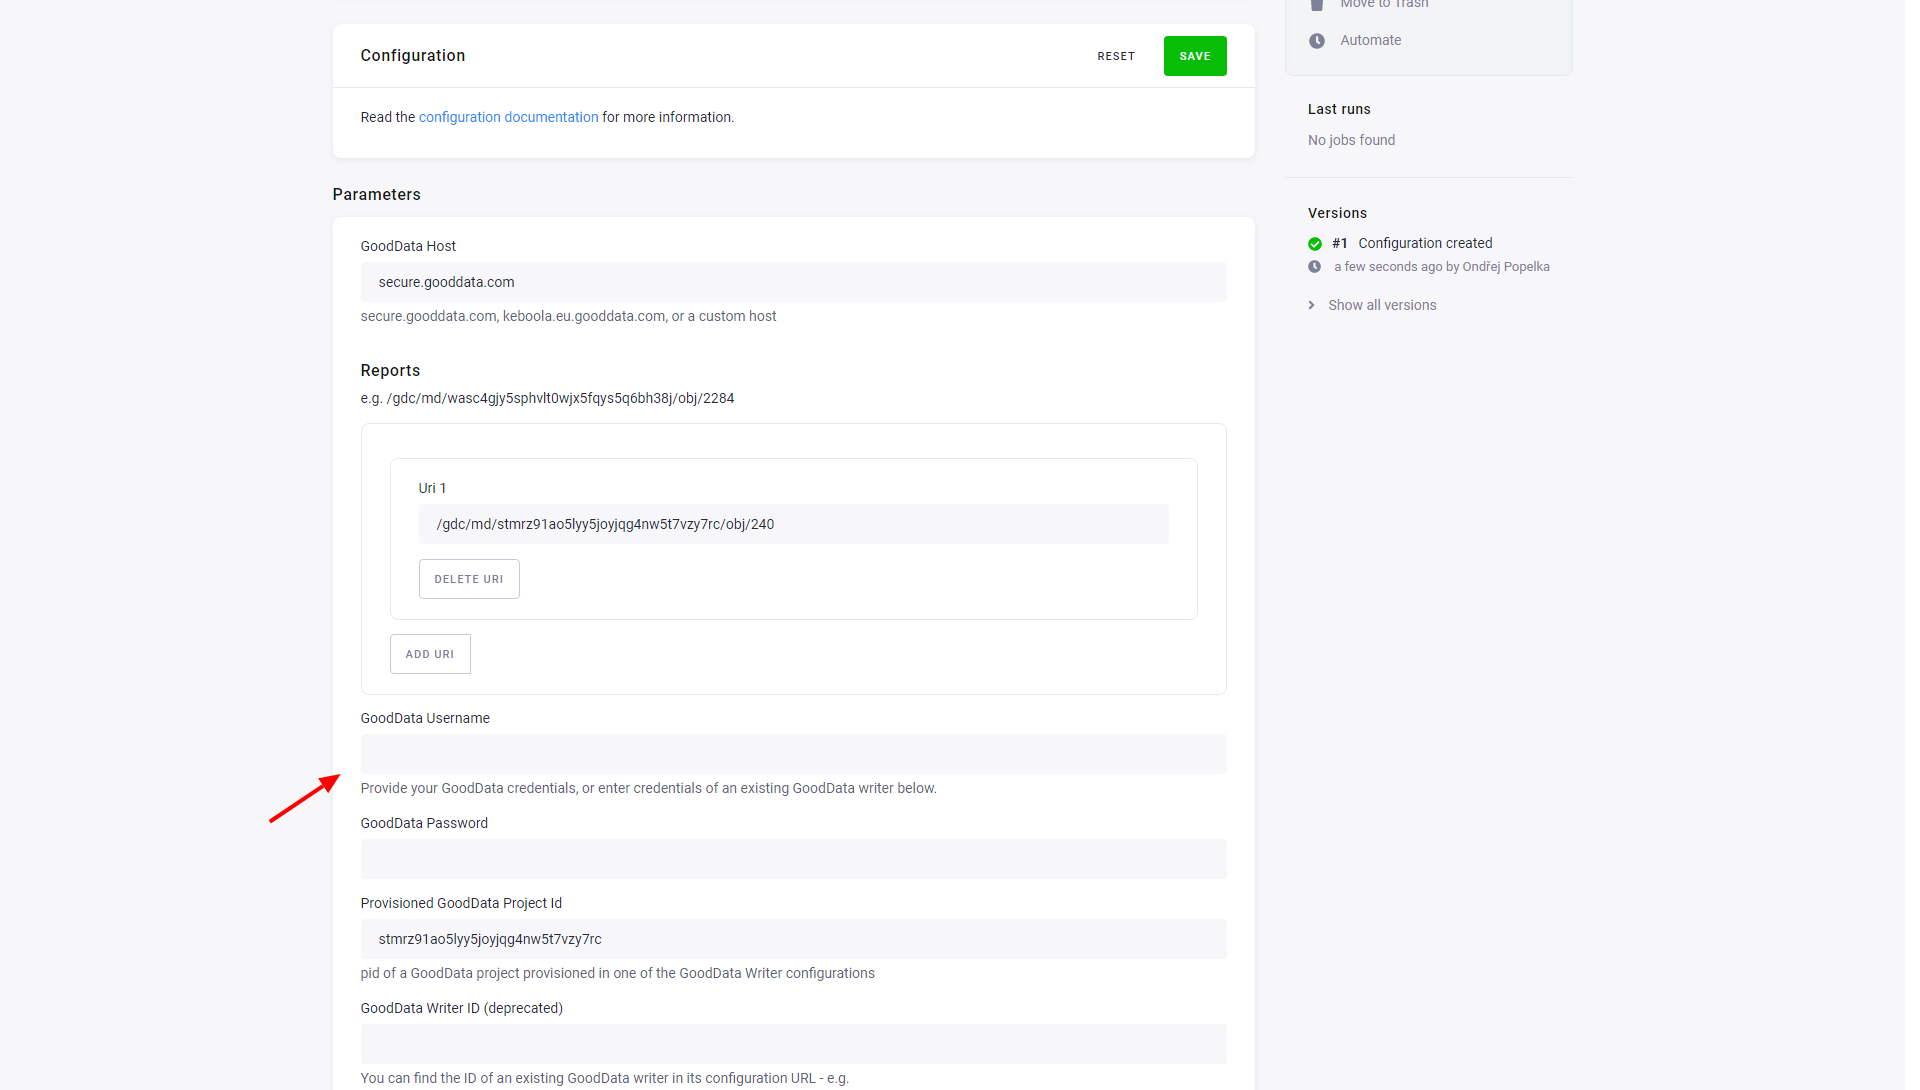 Configuration
RESET
SAVE
Read the configuration documentation for more information.
Parameters
GoodData Host
secure.gooddata.com
secure.gooddata.com, keboola.eu.gooddata.com, or a custom host
Reports
e.g. /gdc/md/wasc4gjy5sphvlt0wjx5fqys5q6bh38j/obj/2284
Uri 1
/gdc/md/stmrz91ao5lyy5joyjqg4nw5t7vzy7rc/obj/240
DELETE URI
ADD URI
GoodData Username
Provide your GoodData credentials, or enter credentials of an existing GoodData writer below.
GoodData Password
Provisioned GoodData Project Id
stmrz91ao5lyy5joyjqg4nw5t7vzy7rc
pid of a GoodData project provisioned in one of the GoodData Writer configurations
GoodData Writer ID (deprecated)
You can find the ID of an existing GoodData writer in its configuration URL - e.g.
Move to Trash
Automate
Last runs
No jobs found
Versions
#1 Configuration created
a few seconds ago by Ondřej Popelka
Show all versions